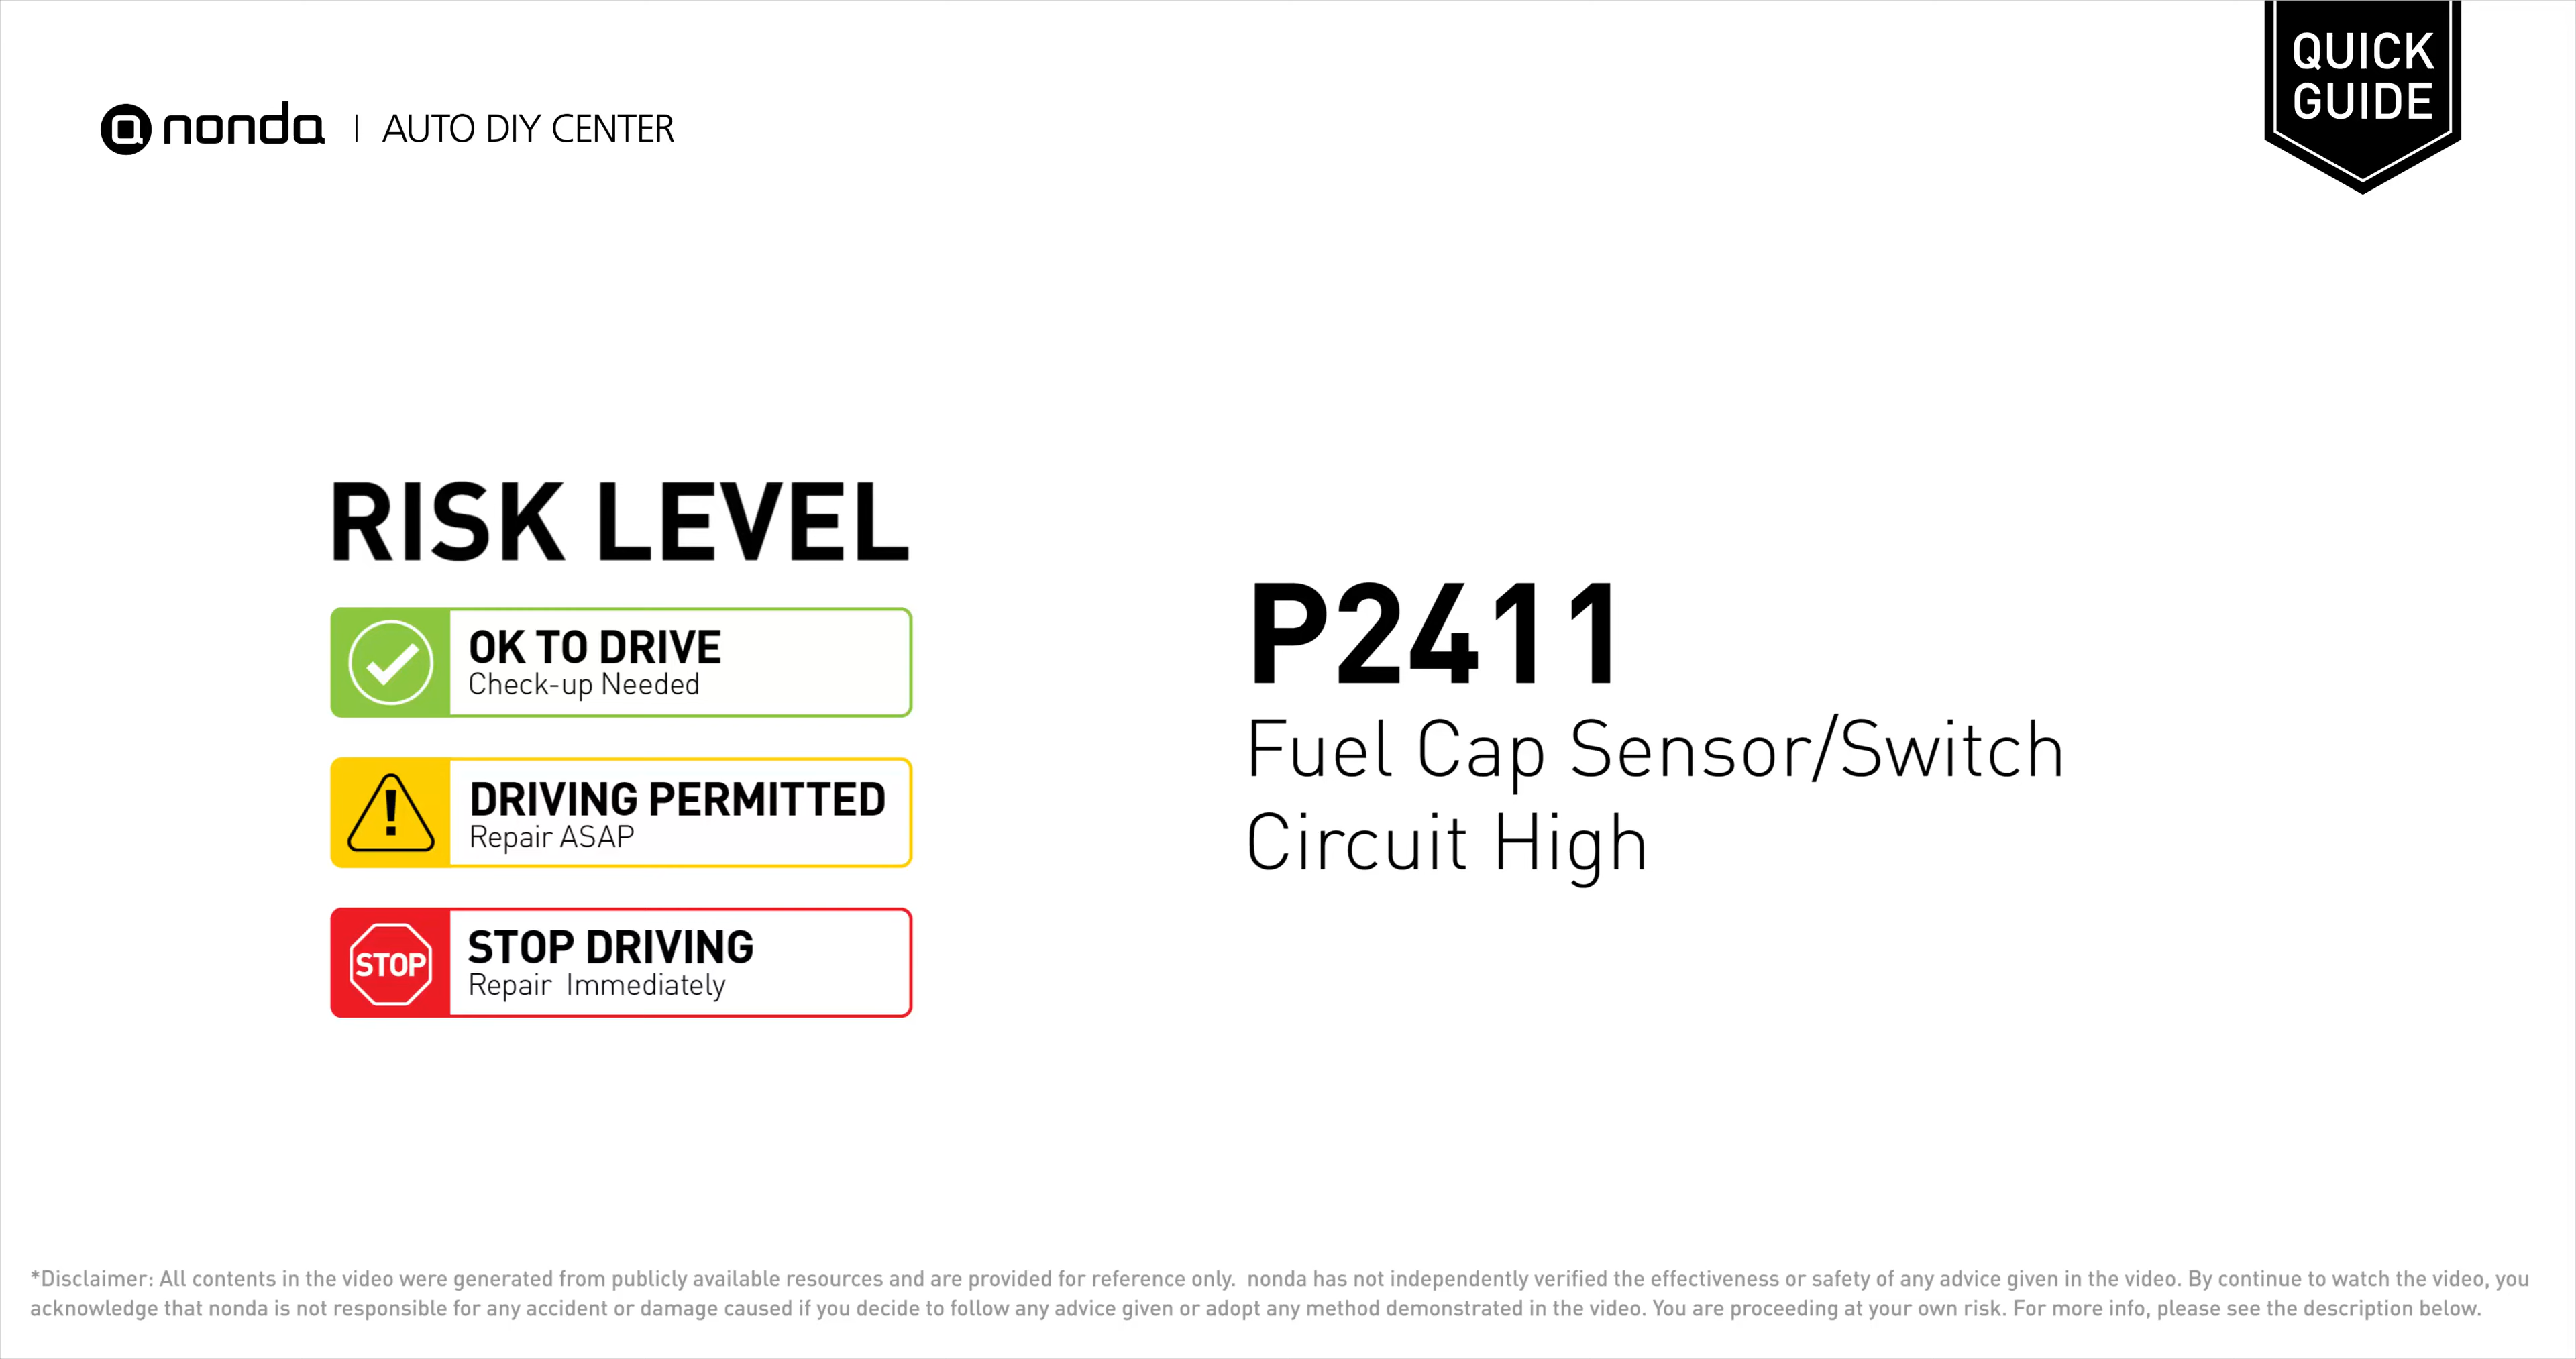 nonda | AUTO DIY CENTER
QUICK
GUIDE
RISK LEVEL
OK TO DRIVE
Check-up Needed
DRIVING PERMITTED
Repair ASAP
STOP
STOP DRIVING
Repair Immediately
P2411
Fuel Cap Sensor/Switch
Circuit High
*Disclaimer: All contents in the video were generated from publicly available resources and are provided for reference only. nonda has not independently verified the effectiveness or safety of any advice given in the video. By continue to watch the video, you
acknowledge that nonda is not responsible for any accident or damage caused if you decide to follow any advice given or adopt any method demonstrated in the video. You are proceeding at your own risk. For more info, please see the description below.